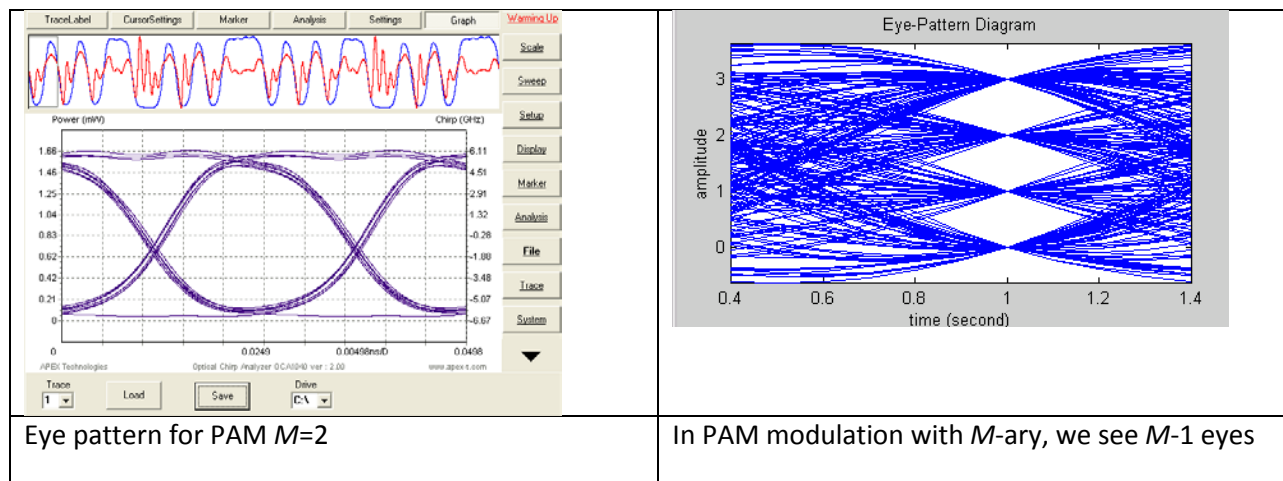 TraceLabel CursorSettings Marker Analysis Settings Graph Warming Up
Scale
Sweep
Setup
Display
Marker
Analysis
File
Trace
System
Power (mW) Chirp (GHz)
1.66 6.11
1.46 4.51
1.25 2.91
1.04 1.32
0.83 -0.28
0.62 -1.88
0.42 -3.48
0.21 -5.07
0 -6.67
0 0.0249 0.00498ns/D 0.0498
APEX Technologies Optical Chirp Analyzer OCA1040 ver : 2.00 www.apex-t.com
Trace Drive
1 Load Save C:\
Eye pattern for PAM M=2
Eye-Pattern Diagram
amplitude
3
2
1
0
0.4 0.6 0.8 1 1.2 1.4
time (second)
In PAM modulation with M-ary, we see M-1 eyes